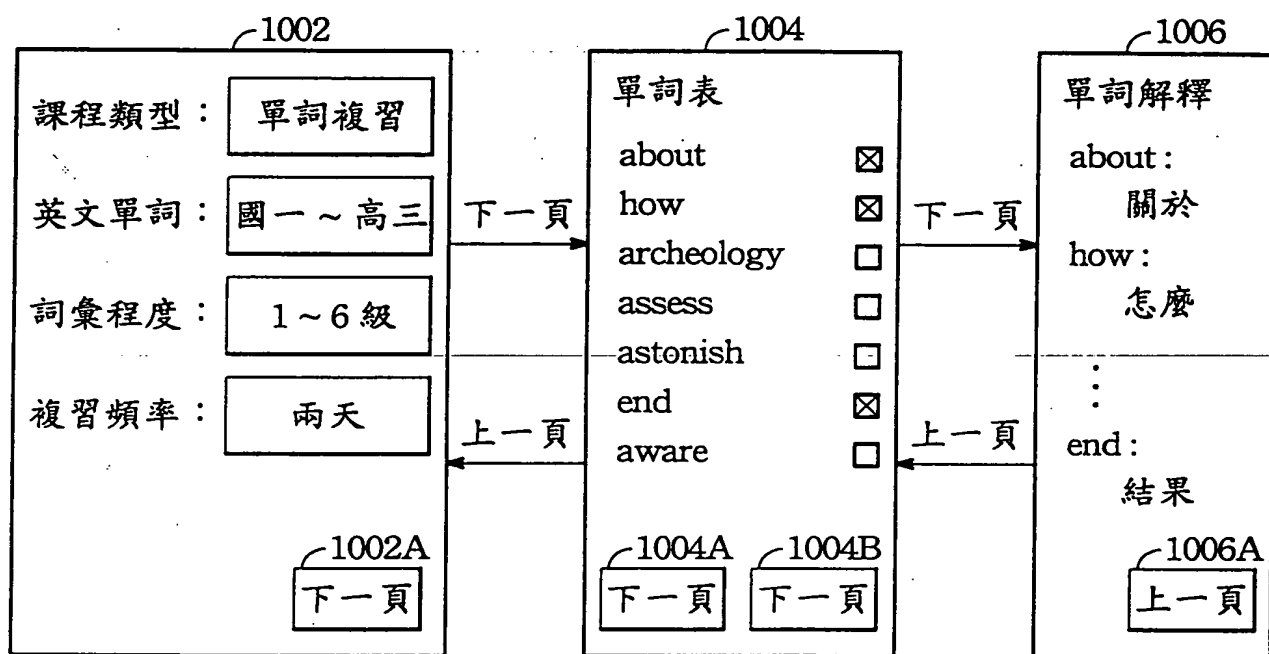 1002
課程類型： 單詞複習
英文單詞： 國一～高三
詞彙程度： 1～6級
複習頻率： 兩天
1002A
下一頁
下一頁
上一頁
1004
單詞表
about
how
archeology
assess
astonish
end
aware
1004A
下一頁
1004B
下一頁
下一頁
上一頁
1006
單詞解釋
about：
關於
how：
怎麼
end：
結果
1006A
上一頁